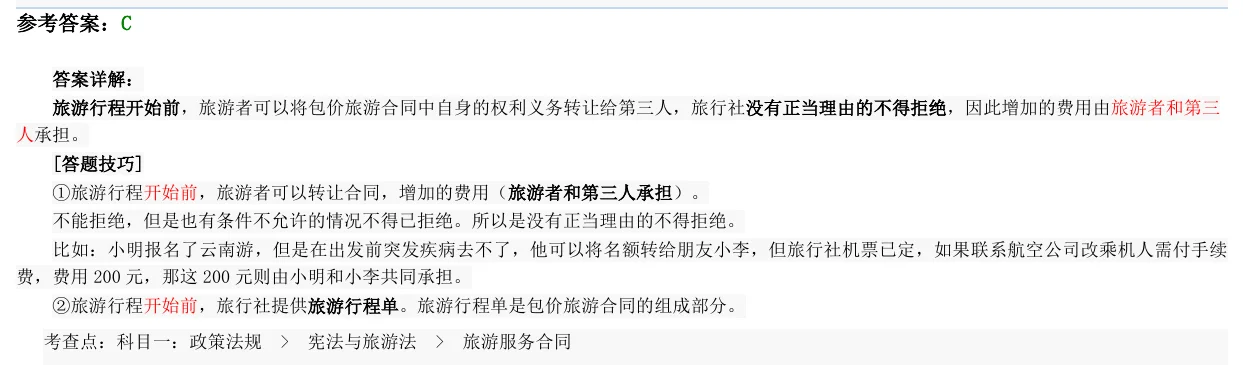 参考答案：C
答案详解：
旅游行程开始前，旅游者可以将包价旅游合同中自身的权利义务转让给第三人，旅行社没有正当理由的不得拒绝，因此增加的费用由旅游者和第三
人承担。
[答题技巧]
①旅游行程开始前，旅游者可以转让合同，增加的费用（旅游者和第三人承担）。
不能拒绝，但是也有条件不允许的情况不得已拒绝。所以是没有正当理由的不得拒绝。
比如：小明报名了云南游，但是在出发前突发疾病去不了，他可以将名额转给朋友小李，但旅行社机票已定，如果联系航空公司改乘机人需付手续
费，费用 200 元，那这 200 元则由小明和小李共同承担。
②旅游行程开始前，旅行社提供旅游行程单。旅游行程单是包价旅游合同的组成部分。
考查点：科目一：政策法规 > 宪法与旅游法 > 旅游服务合同